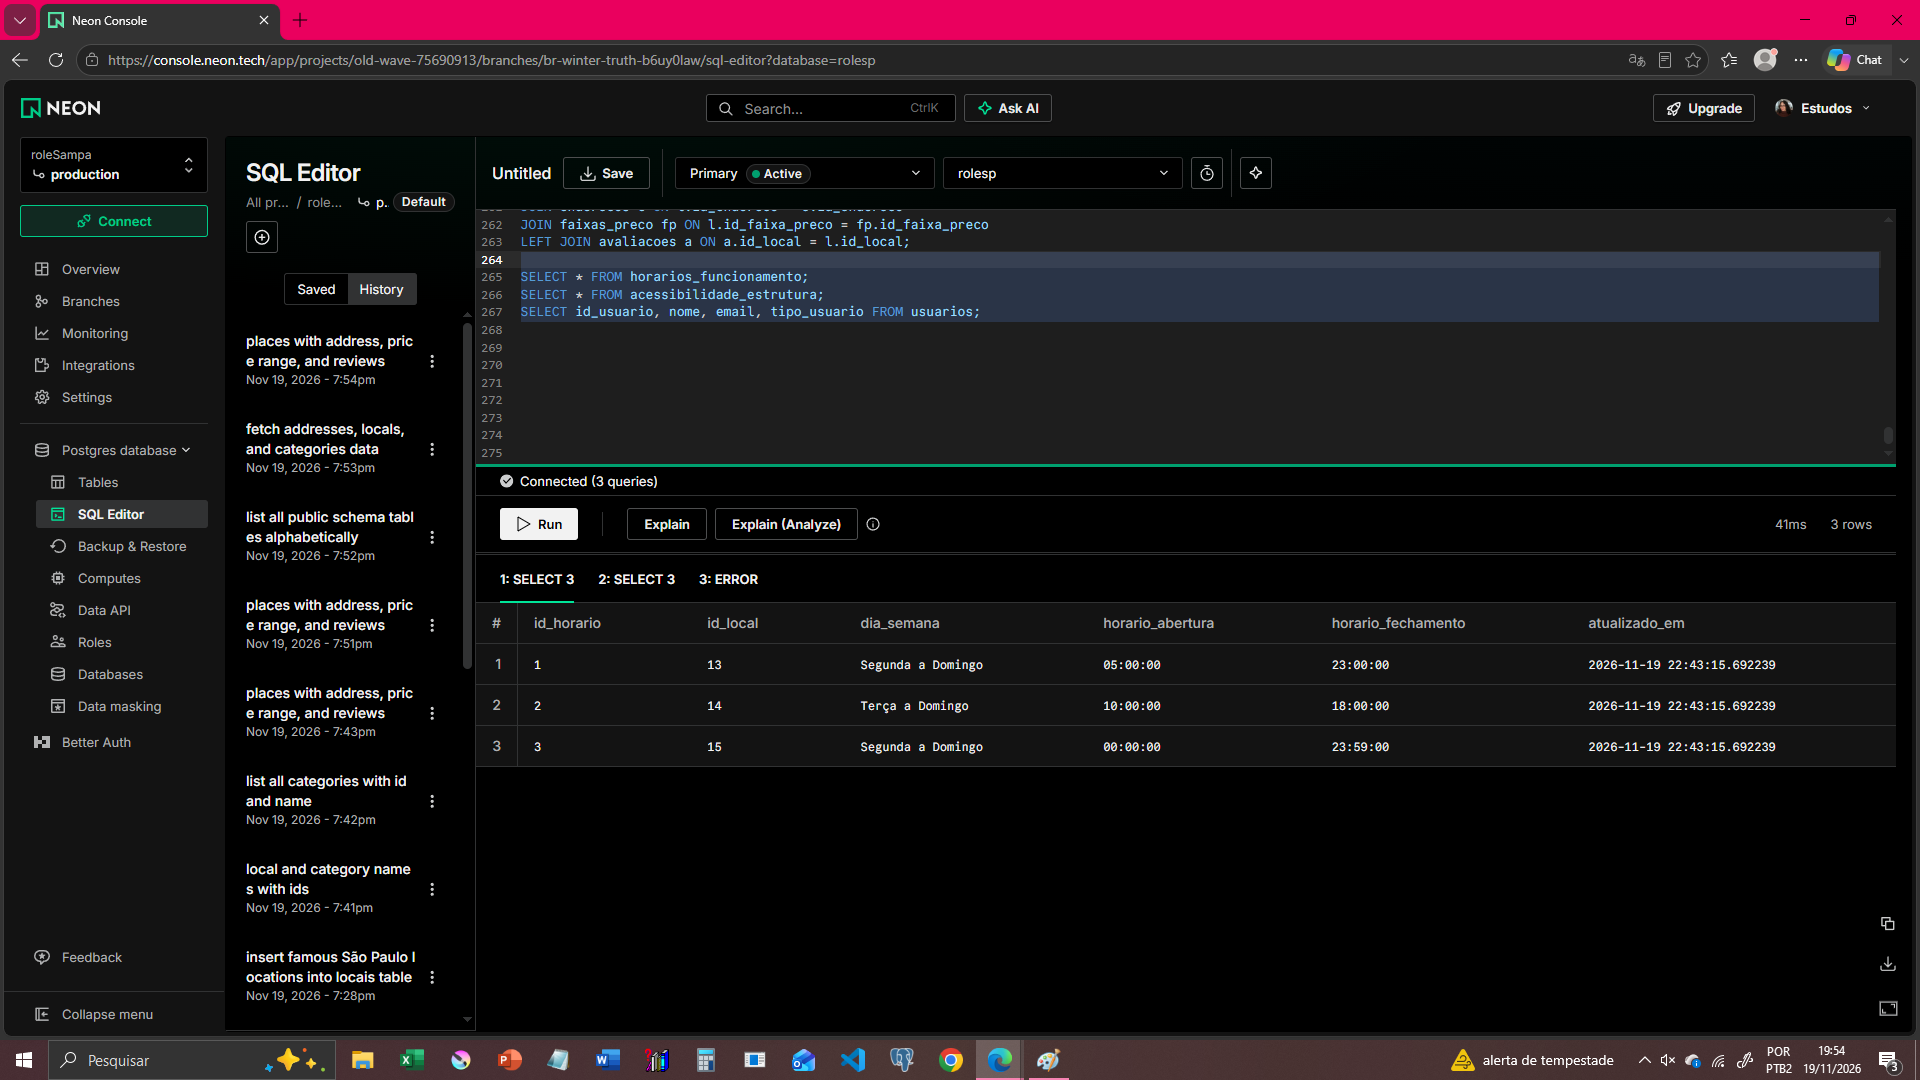 Neon Console
https://console.neon.tech/app/projects/old-wave-75690913/branches/br-winter-truth-b6uy0law/sql-editor?database=rolesp
Chat
NEON
Search...
CtrlK
Ask AI
Upgrade
Estudos
roleSampa
production
Connect
Overview
Branches
Monitoring
Integrations
Settings
Postgres database
Tables
SQL Editor
Backup & Restore
Computes
Data API
Roles
Databases
Data masking
Better Auth
Feedback
Collapse menu
SQL Editor
All pr... / role... p.. Default
Saved
History
places with address, pric
e range, and reviews
Nov 19, 2026 - 7:54pm
fetch addresses, locals,
and categories data
Nov 19, 2026 - 7:53pm
list all public schema tabl
es alphabetically
Nov 19, 2026 - 7:52pm
places with address, pric
e range, and reviews
Nov 19, 2026 - 7:51pm
places with address, pric
e range, and reviews
Nov 19, 2026 - 7:43pm
list all categories with id
and name
Nov 19, 2026 - 7:42pm
local and category name
s with ids
Nov 19, 2026 - 7:41pm
insert famous São Paulo l
ocations into locais table
Nov 19, 2026 - 7:28pm
Untitled
Save
Primary
Active
rolesp
262 JOIN faixas_preco fp ON l.id_faixa_preco = fp.id_faixa_preco
263 LEFT JOIN avaliacoes a ON a.id_local = l.id_local;
264
265 SELECT * FROM horarios_funcionamento;
266 SELECT * FROM acessibilidade_estrutura;
267 SELECT id_usuario, nome, email, tipo_usuario FROM usuarios;
268
269
270
271
272
273
274
275
Connected (3 queries)
Run
Explain
Explain (Analyze)
41ms
3 rows
1: SELECT 3
2: SELECT 3
3: ERROR
# id_horario id_local dia_semana horario_abertura horario_fechamento atualizado_em
1 1 13 Segunda a Domingo 05:00:00 23:00:00 2026-11-19 22:43:15.692239
2 2 14 Terça a Domingo 10:00:00 18:00:00 2026-11-19 22:43:15.692239
3 3 15 Segunda a Domingo 00:00:00 23:59:00 2026-11-19 22:43:15.692239
Pesquisar
alerta de tempestade
POR
PTB2
19:54
19/11/2026
3